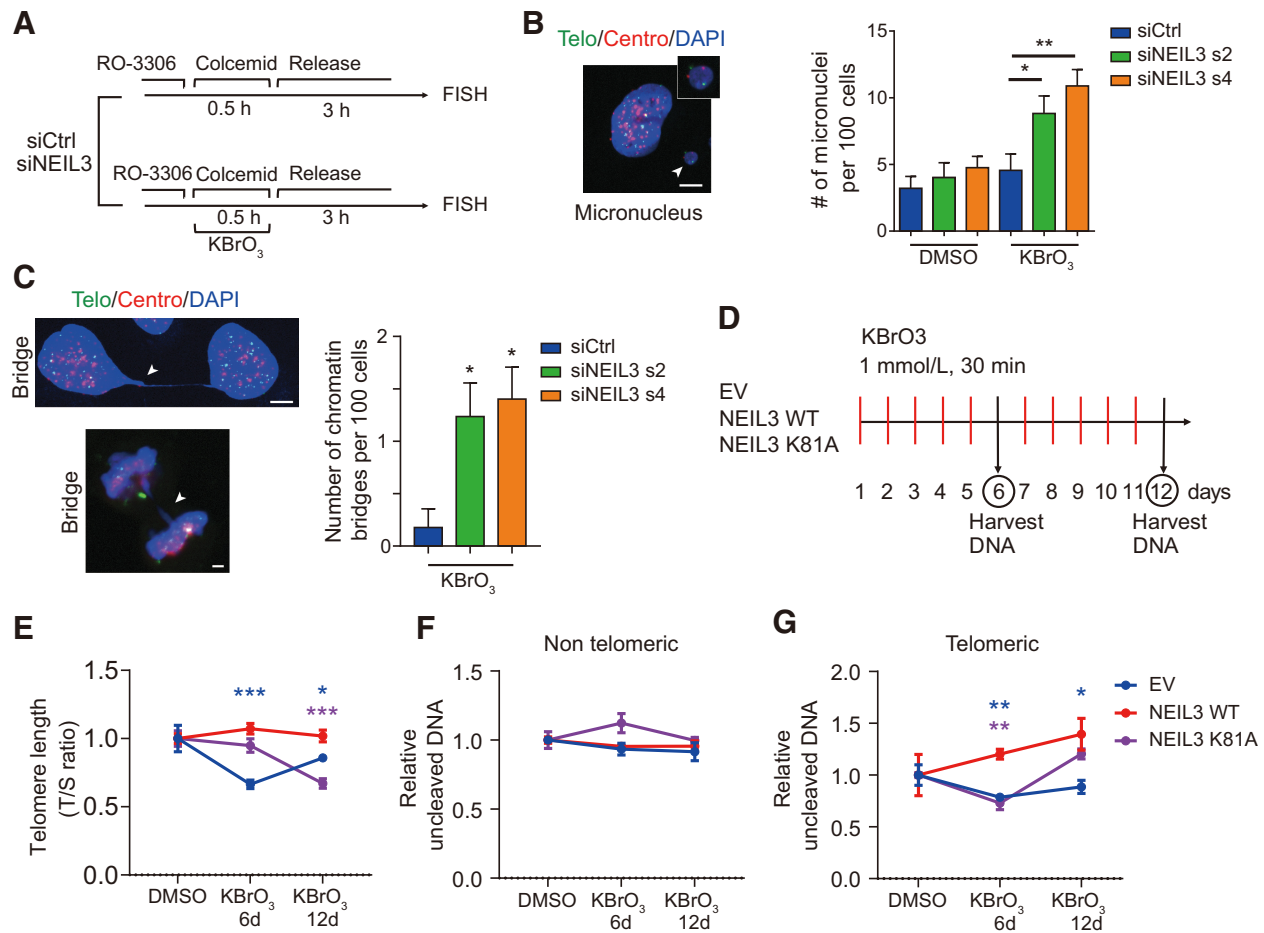 A
RO-3306 Colcemid Release
0.5 h 3 h FISH
siCtrl
siNEIL3
RO-3306 Colcemid Release
0.5 h 3 h FISH
KBrO3
B
Telo/Centro/DAPI
Micronucleus
# of micronuclei
per 100 cells
15
10
5
0
** 
*
DMSO KBrO3
siCtrl
siNEIL3 s2
siNEIL3 s4
C
Telo/Centro/DAPI
Bridge
Bridge
Number of chromatin
bridges per 100 cells
2
1
0
* *
KBrO3
siCtrl
siNEIL3 s2
siNEIL3 s4
D
KBrO3
1 mmol/L, 30 min
EV
NEIL3 WT
NEIL3 K81A
1 2 3 4 5 6 7 8 9 10 11 12 days
Harvest Harvest
DNA DNA
E
Telomere length
(T/S ratio)
1.5
1.0
0.5
0.0
*** *
***
DMSO KBrO3 KBrO3
6d 12d
F
Non telomeric
Relative
uncleaved DNA
1.5
1.0
0.5
0.0
DMSO KBrO3 KBrO3
6d 12d
G
Telomeric
Relative
uncleaved DNA
2.0
1.5
1.0
0.5
0.0
** *
**
DMSO KBrO3 KBrO3
6d 12d
EV
NEIL3 WT
NEIL3 K81A